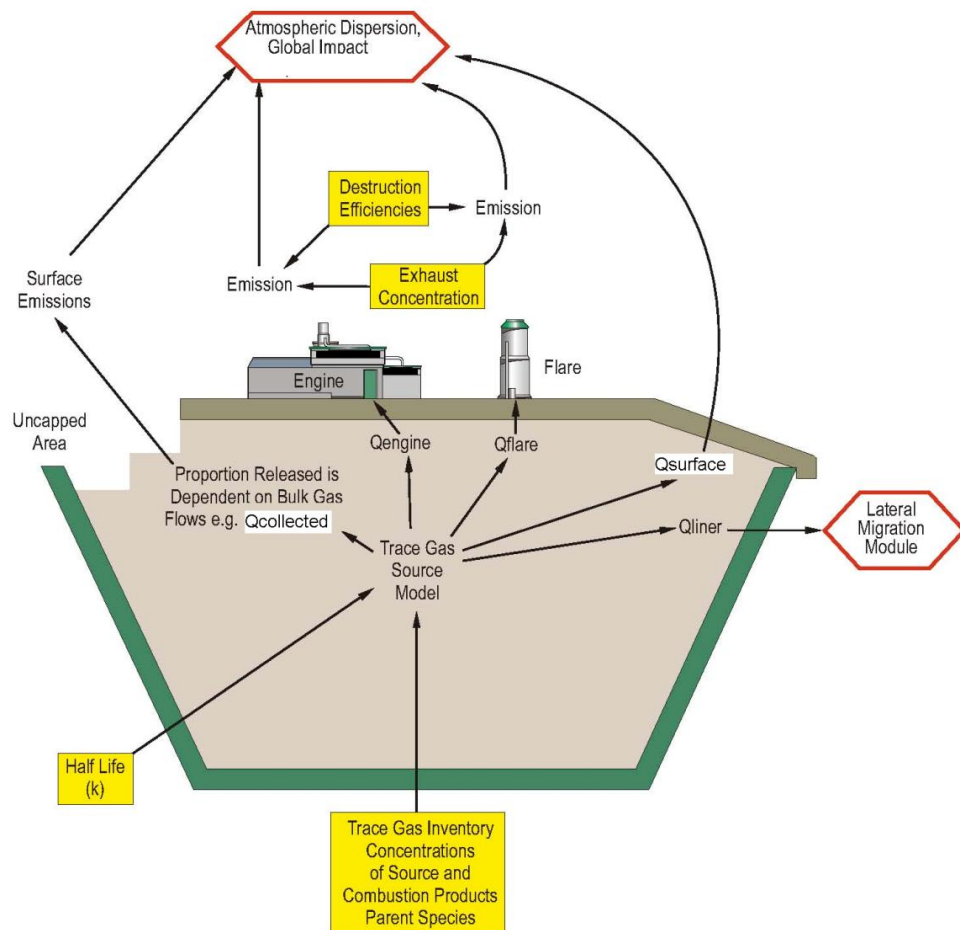 Atmospheric Dispersion,
Global Impact
Destruction
Efficiencies
Emission
Surface
Emissions
Emission
Exhaust
Concentration
Engine
Flare
Uncapped
Area
Qengine
Qflare
Qsurface
Proportion Released is
Dependent on Bulk Gas
Flows e.g. Qcollected
Qliner
Lateral
Migration
Module
Trace Gas
Source
Model
Half Life
(k)
Trace Gas Inventory
Concentrations
of Source and
Combustion Products
Parent Species